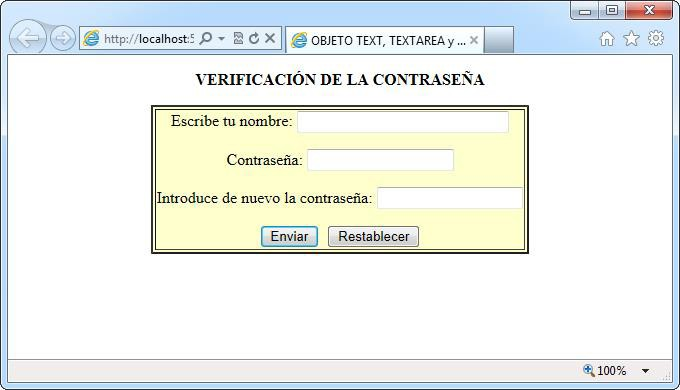 http://localhost:5
OBJETO TEXT, TEXTAREA y ...
VERIFICACIÓN DE LA CONTRASEÑA
Escribe tu nombre:
Contraseña:
Introduce de nuevo la contraseña:
Enviar Restablecer
100%